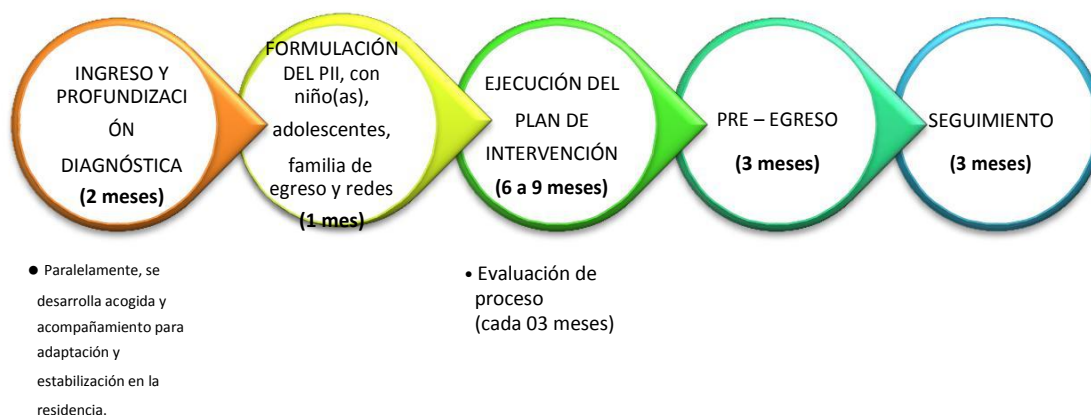 INGRESO Y
PROFUNDIZACI
ÓN
DIAGNÓSTICA
(2 meses)
FORMULACIÓN
DEL PII, con
niño(as),
adolescentes,
familia de
egreso y redes
(1 mes)
EJECUCIÓN DEL
PLAN DE
INTERVENCIÓN
(6 a 9 meses)
PRE – EGRESO
(3 meses)
SEGUIMIENTO
(3 meses)
● Paralelamente, se
desarrolla acogida y
acompañamiento para
adaptación y
estabilización en la
residencia.
• Evaluación de
proceso
(cada 03 meses)